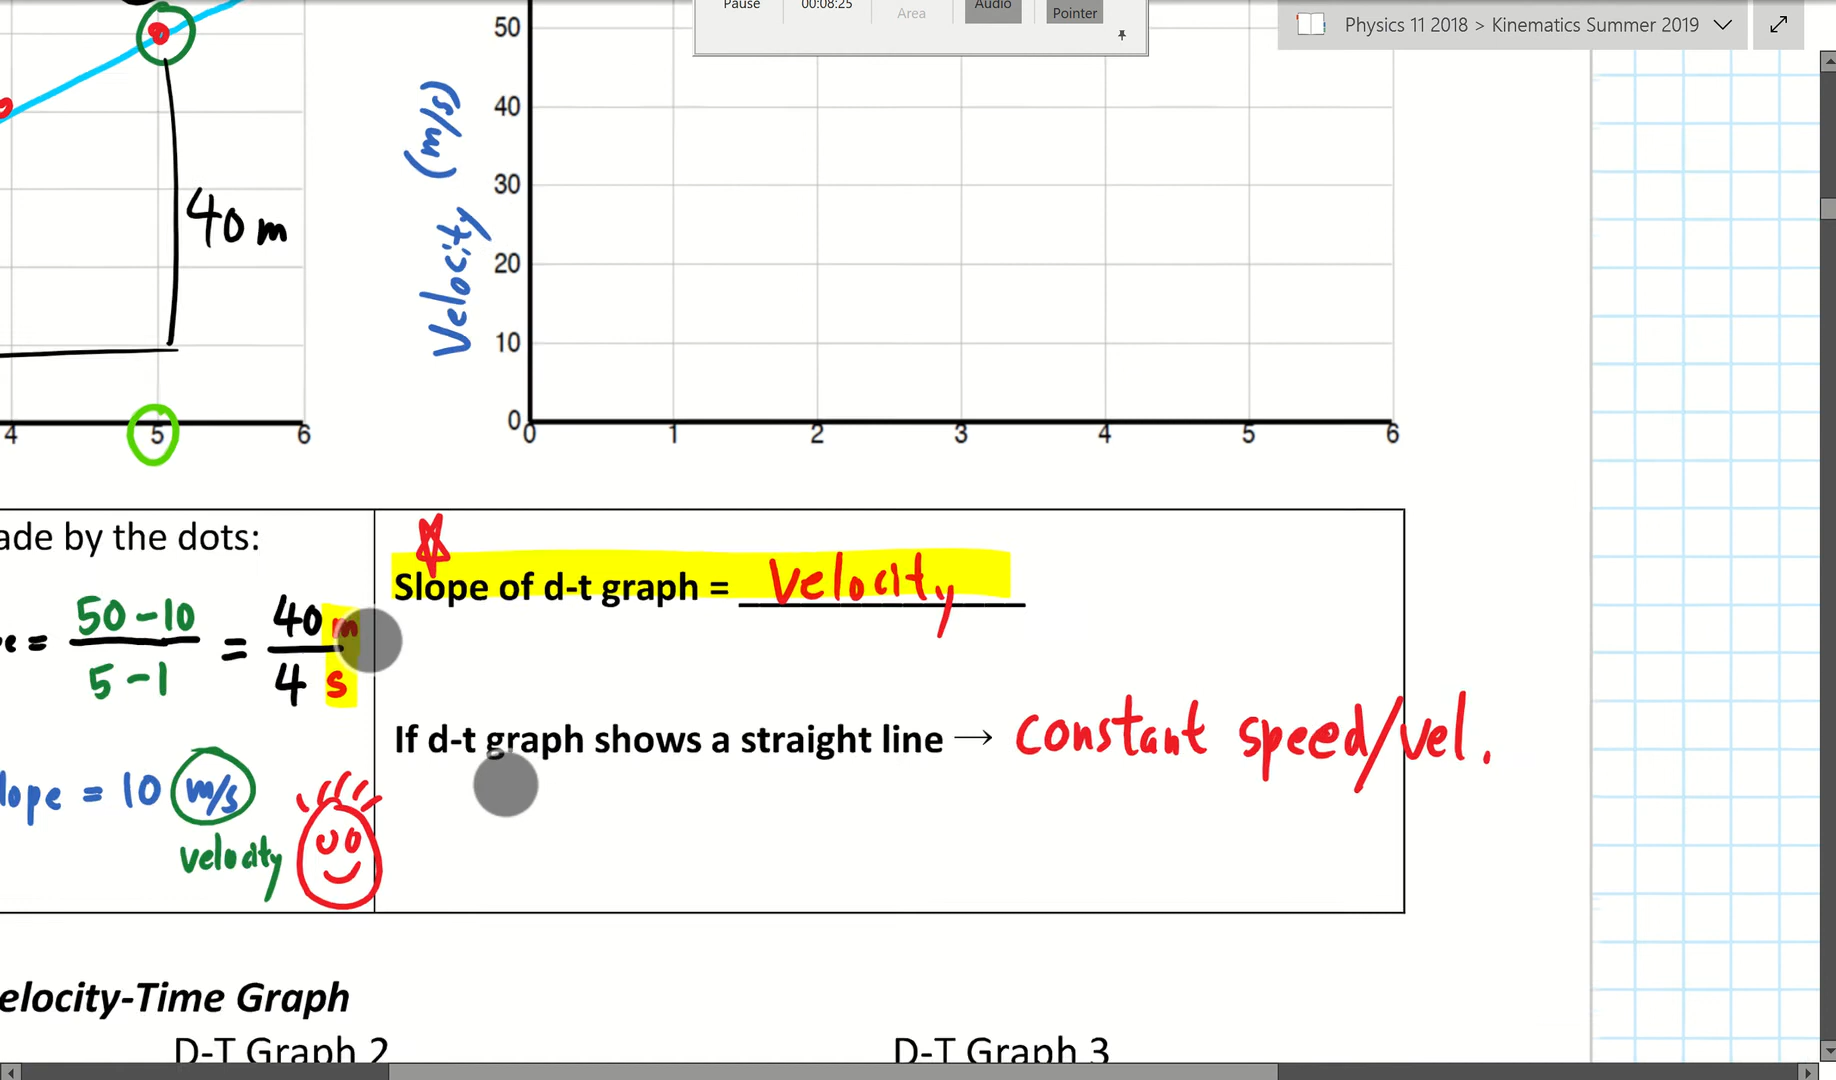 Pause
00:08:25
Area
Audio
Pointer
Physics 11 2018 > Kinematics Summer 2019
50
40
30
20
10
0
Velocity (m/s)
0 1 2 3 4 5 6
40 m
4 5 6
ade by the dots:
50 - 10
5 - 1
= 40 m
4 s
lope = 10 m/s
velocity
Slope of d-t graph = Velocity
If d-t graph shows a straight line → constant speed/vel.
elocity-Time Graph
D-T Graph 2
D-T Graph 3